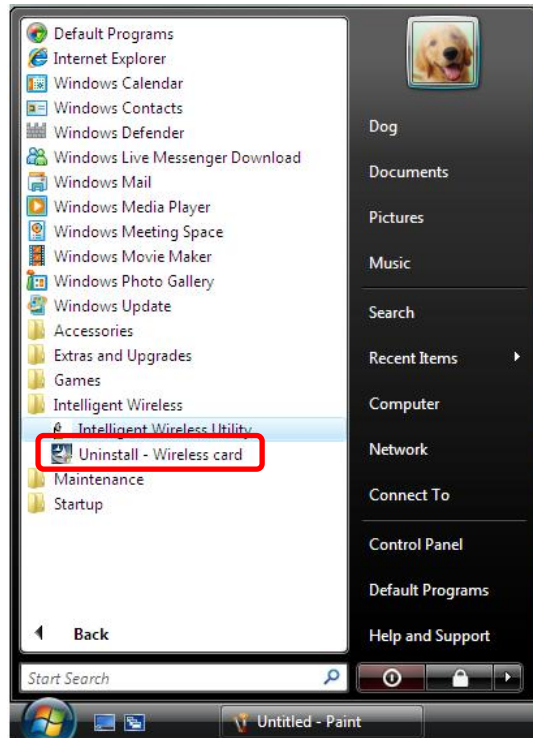 Default Programs
Internet Explorer
Windows Calendar
Windows Contacts
Windows Defender
Windows Live Messenger Download
Windows Mail
Windows Media Player
Windows Meeting Space
Windows Movie Maker
Windows Photo Gallery
Windows Update
Accessories
Extras and Upgrades
Games
Intelligent Wireless
Intelligent Wireless Utility
Uninstall - Wireless card
Maintenance
Startup
Back
Start Search
Dog
Documents
Pictures
Music
Search
Recent Items
Computer
Network
Connect To
Control Panel
Default Programs
Help and Support
Untitled - Paint